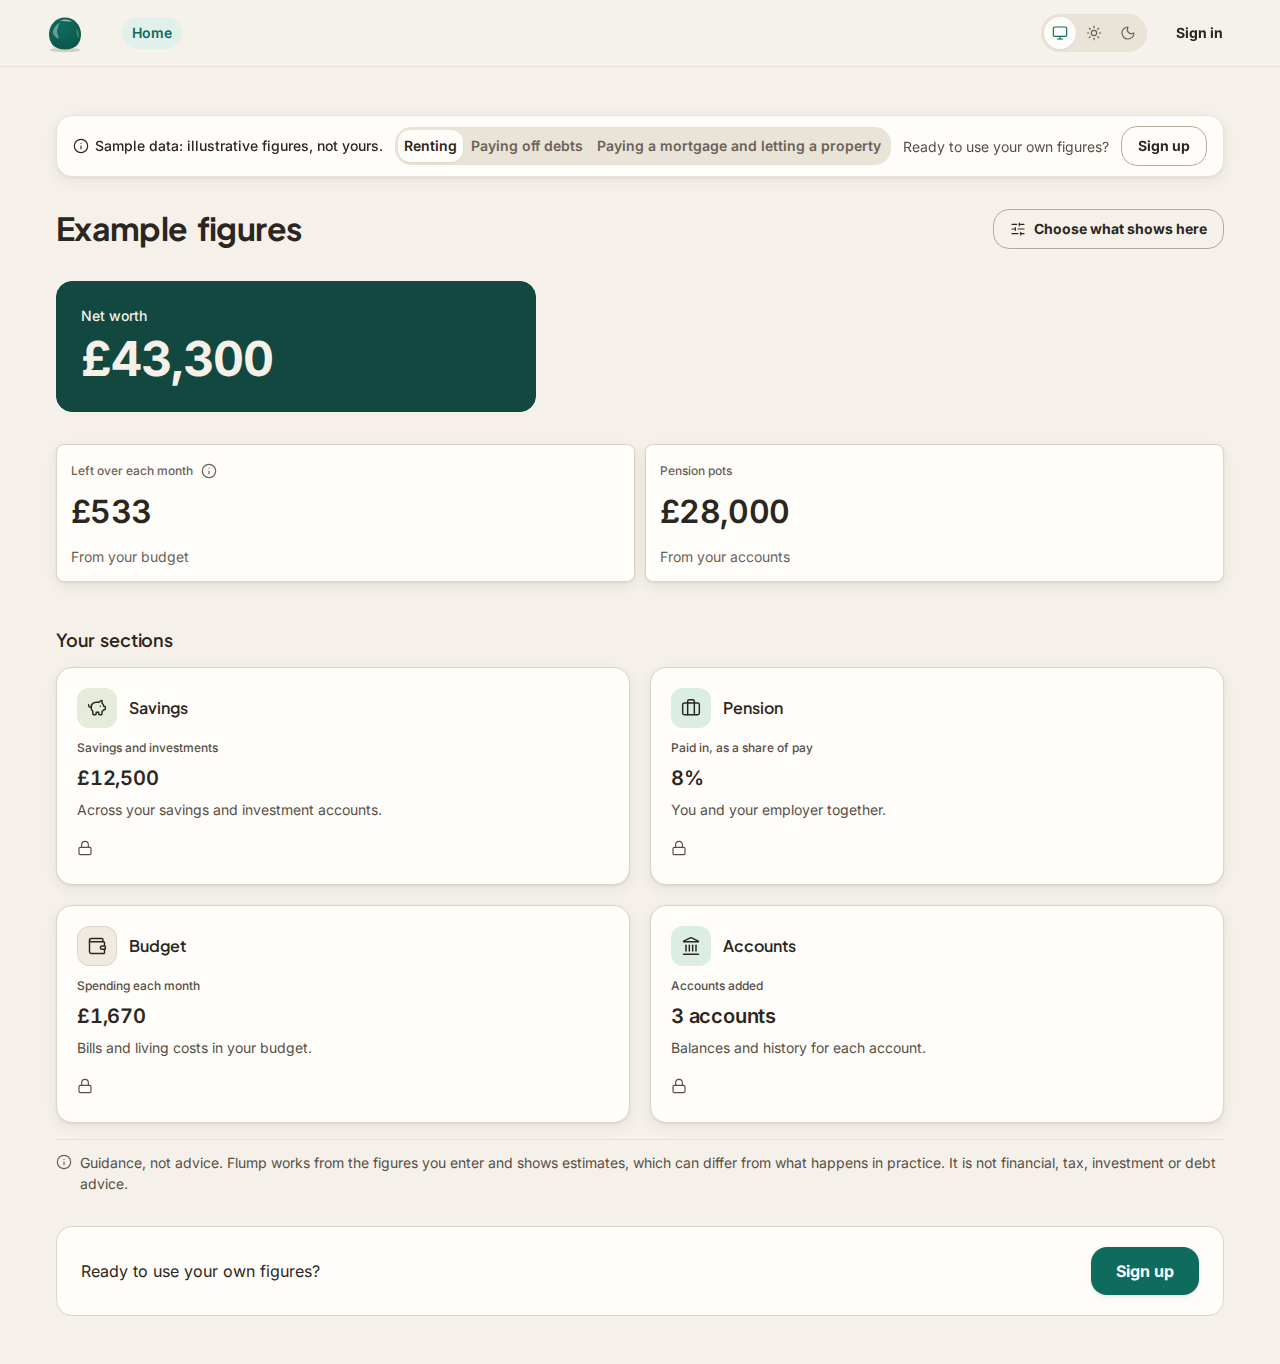 Home
Sign in
Sample data: illustrative figures, not yours.
Renting
Paying off debts
Paying a mortgage and letting a property
Ready to use your own figures?
Sign up
Example figures
Choose what shows here
Net worth
£43,300
Left over each month
£533
From your budget
Pension pots
£28,000
From your accounts
Your sections
Savings
Savings and investments
£12,500
Across your savings and investment accounts.
Pension
Paid in, as a share of pay
8%
You and your employer together.
Budget
Spending each month
£1,670
Bills and living costs in your budget.
Accounts
Accounts added
3 accounts
Balances and history for each account.
Guidance, not advice. Flump works from the figures you enter and shows estimates, which can differ from what happens in practice. It is not financial, tax, investment or debt
advice.
Ready to use your own figures?
Sign up